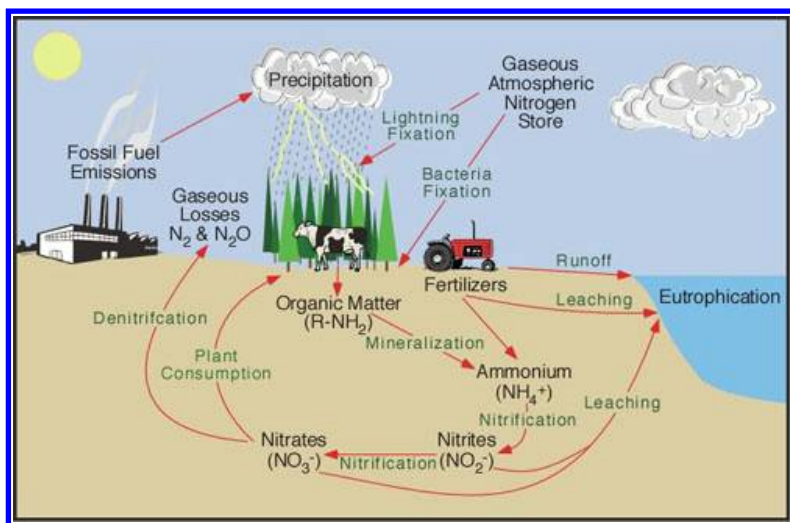 Precipitation
Gaseous
Atmospheric
Nitrogen
Store
Lightning
Fixation
Fossil Fuel
Emissions
Bacteria
Fixation
Gaseous
Losses
N₂ & N₂O
Runoff
Fertilizers
Leaching
Eutrophication
Organic Matter
(R-NH₂)
Denitrifcation
Mineralization
Plant
Consumption
Ammonium
(NH₄⁺)
Leaching
Nitrification
Nitrates
(NO₃⁻)
Nitrification
Nitrites
(NO₂⁻)